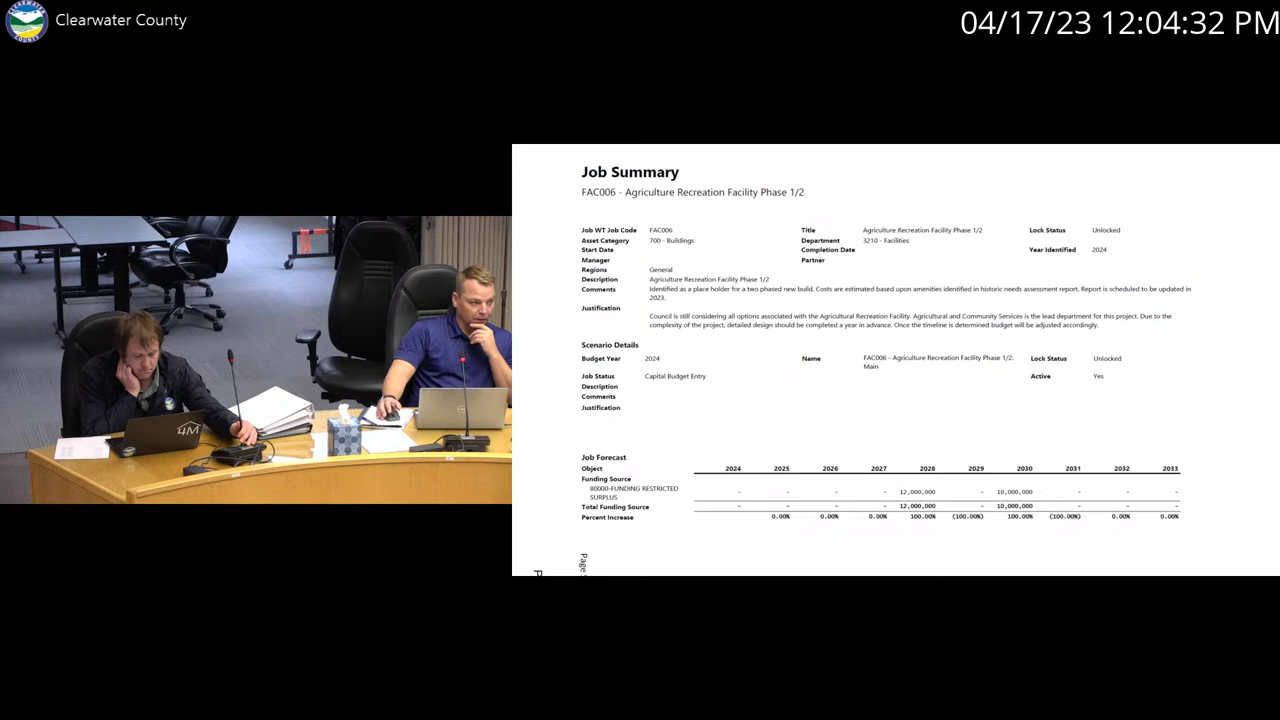 Clearwater County
04/17/23 12:04:32 PM
Job Summary
FAC006 - Agriculture Recreation Facility Phase 1/2
Job WT Job Code FAC006 Title Agriculture Recreation Facility Phase 1/2 Lock Status Unlocked
Asset Category 700 - Buildings Department 3210 - Facilities
Start Date Completion Date Year Identified 2024
Manager Partner
Regions General
Description Agriculture Recreation Facility Phase 1/2
Comments Identified as a place holder for a two phased new build. Costs are estimated based upon amenities identified in historic needs assessment report. Report is scheduled to be updated in
2023.
Justification
Council is still considering all options associated with the Agricultural Recreation Facility. Agricultural and Community Services is the lead department for this project. Due to the
complexity of the project, detailed design should be completed a year in advance. Once the timeline is determined budget will be adjusted accordingly.
Scenario Details
Budget Year 2024 Name FAC006 - Agriculture Recreation Facility Phase 1/2: Lock Status Unlocked
Main
Job Status Capital Budget Entry Active Yes
Description
Comments
Justification
Job Forecast
Object 2024 2025 2026 2027 2028 2029 2030 2031 2032 2033
Funding Source
80000-FUNDING RESTRICTED
SURPLUS - - - - 12,000,000 - 10,000,000 - - -
Total Funding Source - - - - 12,000,000 - 10,000,000 - - -
Percent Increase 0.00% 0.00% 0.00% 100.00% (100.00%) 100.00% (100.00%) 0.00% 0.00%
Page
4M